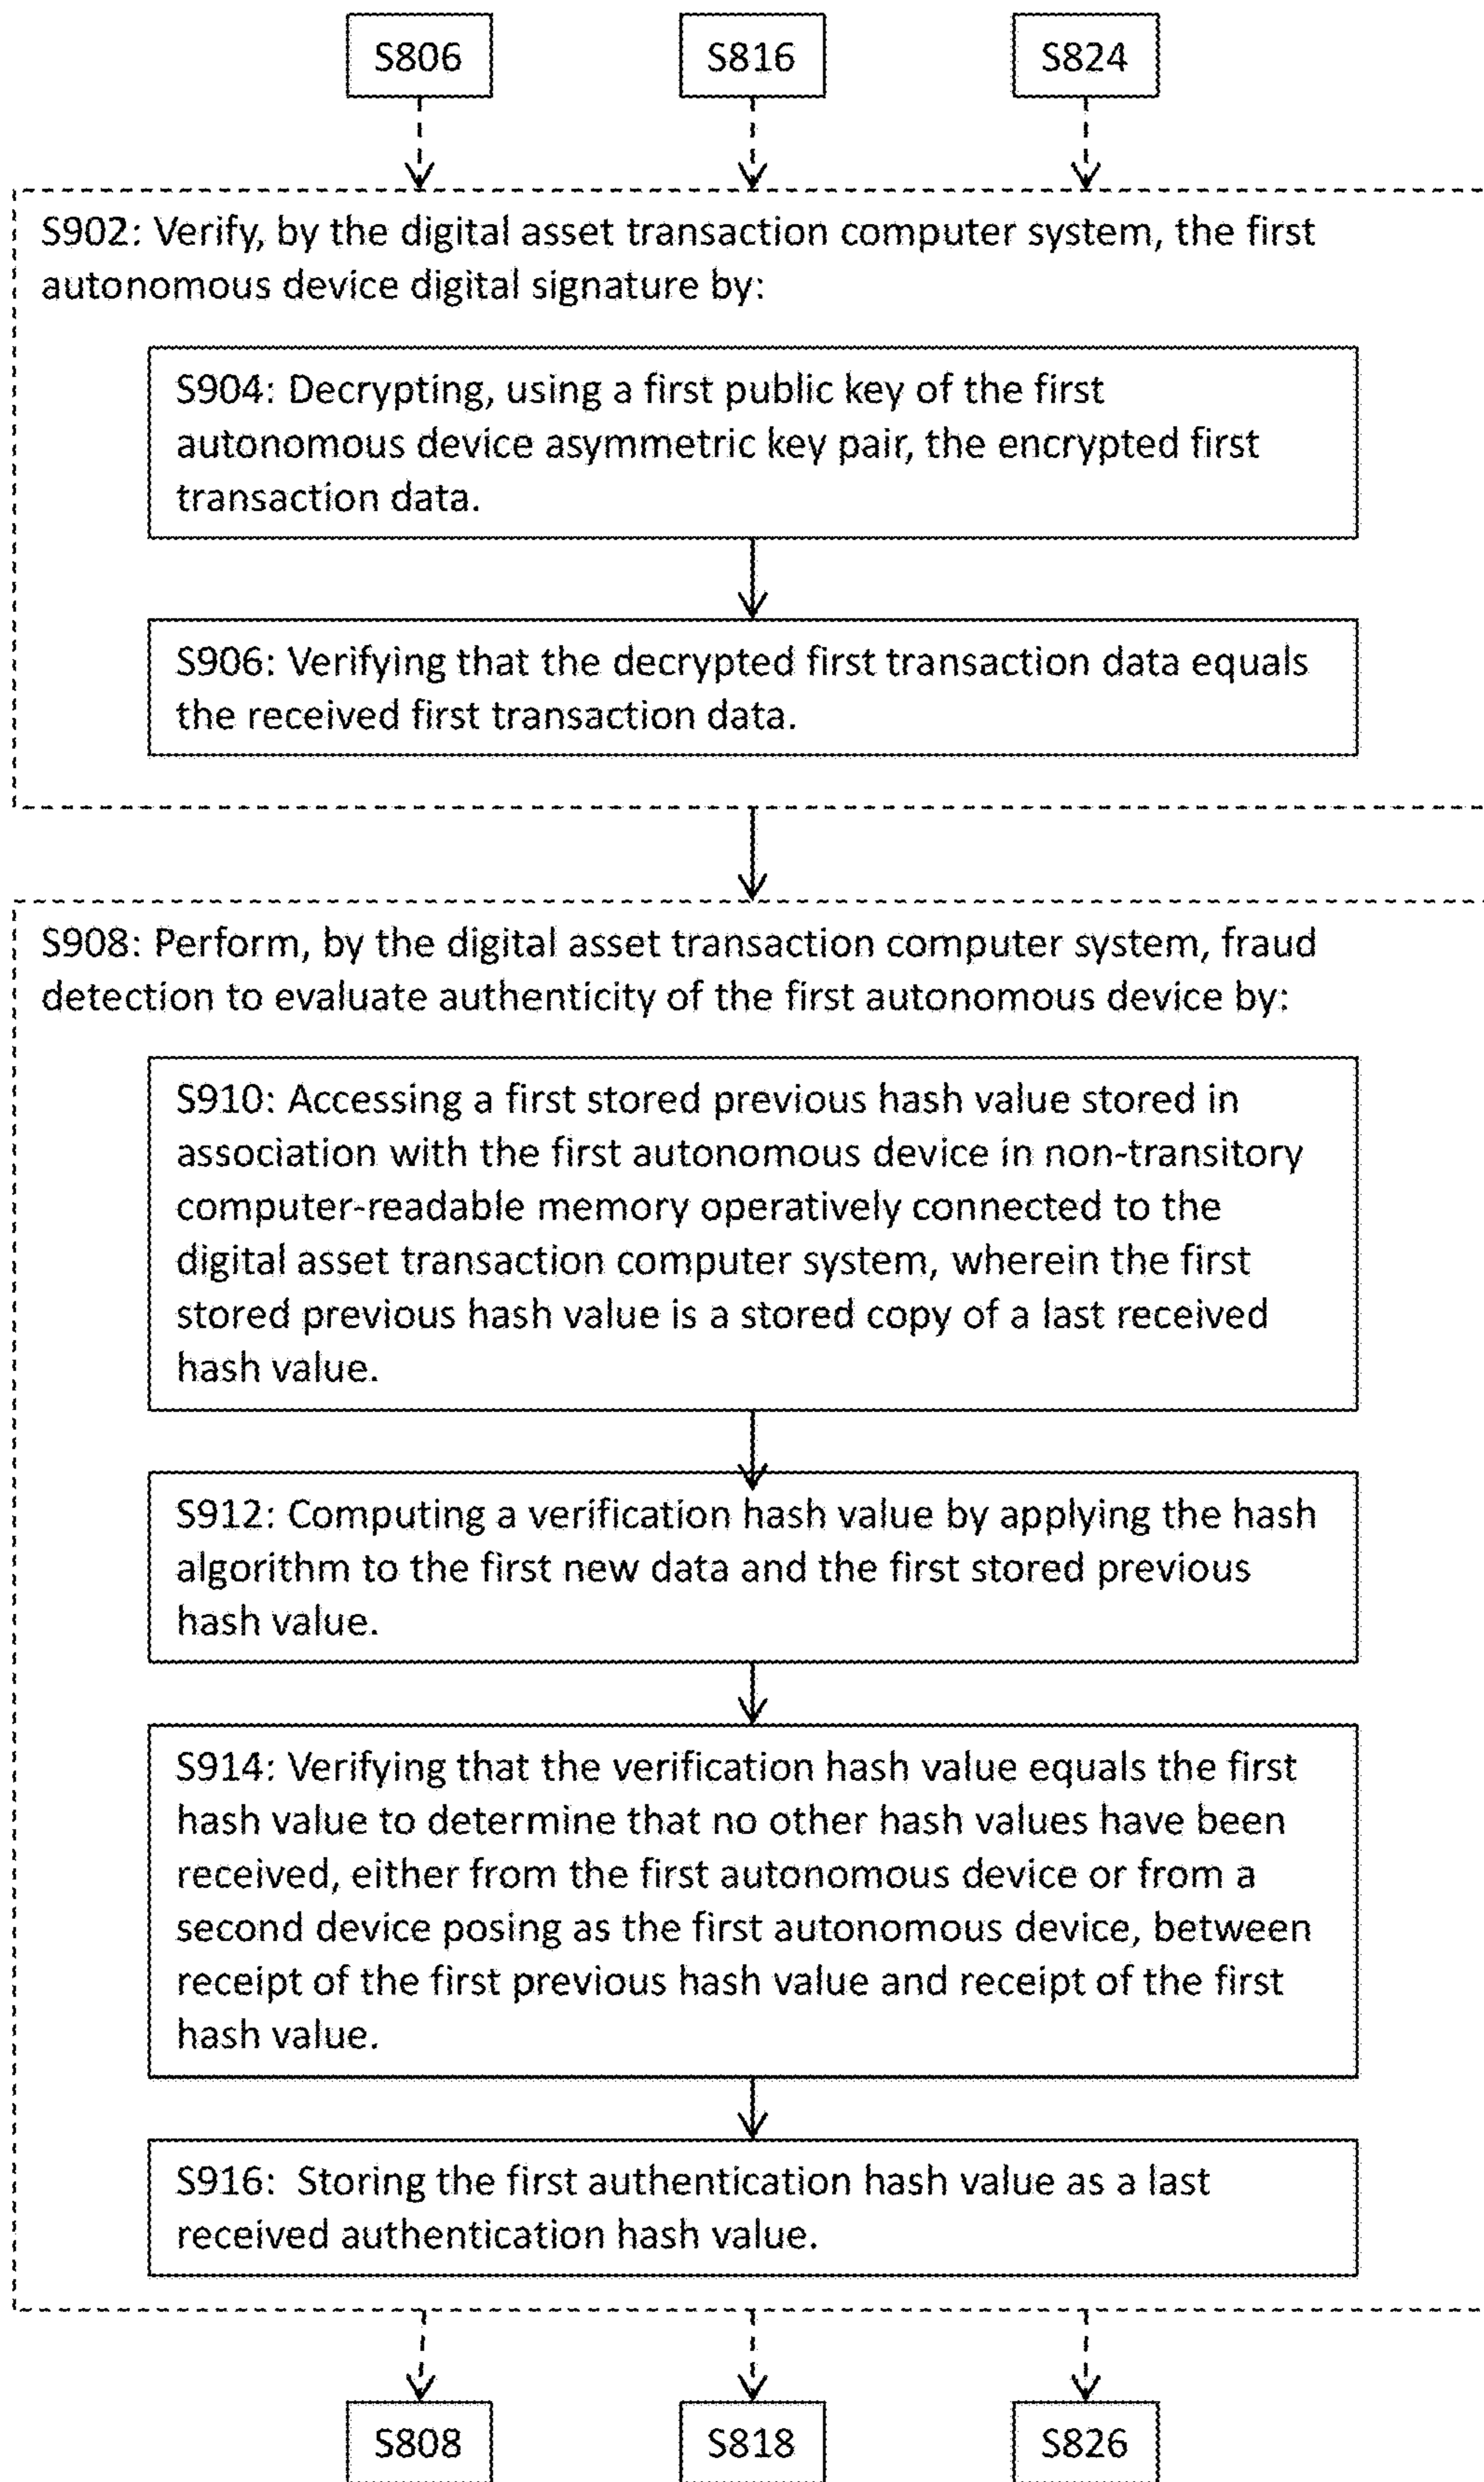 S806 S816 S824
S902: Verify, by the digital asset transaction computer system, the first
autonomous device digital signature by:
S904: Decrypting, using a first public key of the first
autonomous device asymmetric key pair, the encrypted first
transaction data.
S906: Verifying that the decrypted first transaction data equals
the received first transaction data.
S908: Perform, by the digital asset transaction computer system, fraud
detection to evaluate authenticity of the first autonomous device by:
S910: Accessing a first stored previous hash value stored in
association with the first autonomous device in non-transitory
computer-readable memory operatively connected to the
digital asset transaction computer system, wherein the first
stored previous hash value is a stored copy of a last received
hash value.
S912: Computing a verification hash value by applying the hash
algorithm to the first new data and the first stored previous
hash value.
S914: Verifying that the verification hash value equals the first
hash value to determine that no other hash values have been
received, either from the first autonomous device or from a
second device posing as the first autonomous device, between
receipt of the first previous hash value and receipt of the first
hash value.
S916: Storing the first authentication hash value as a last
received authentication hash value.
S808 S818 S826